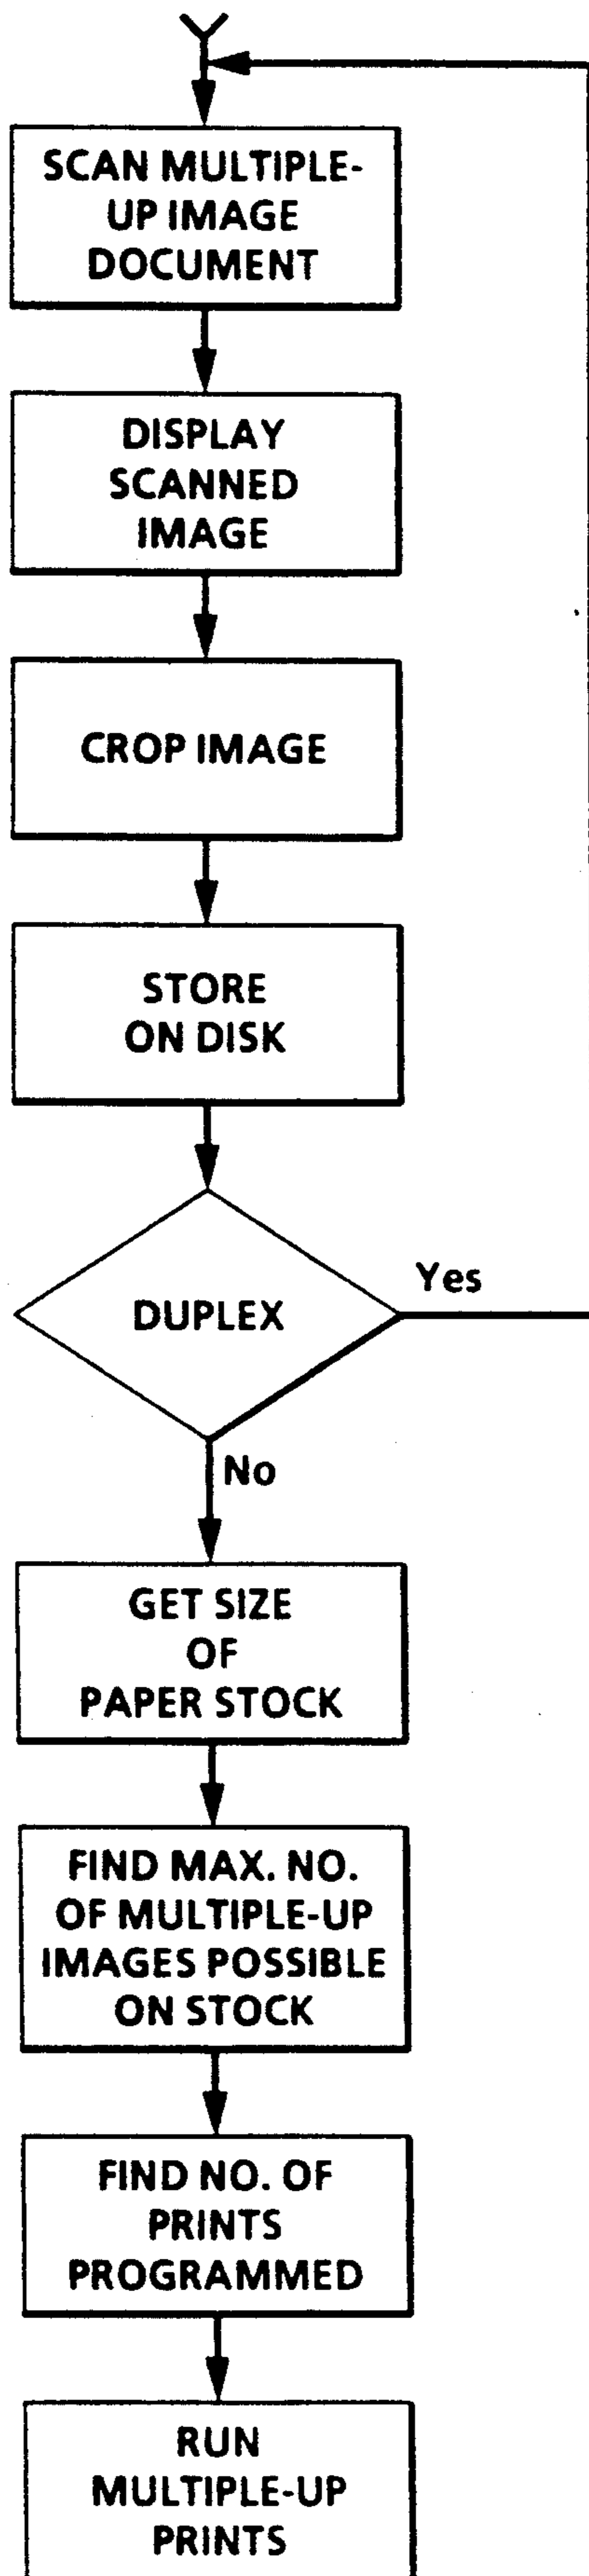 SCAN MULTIPLE-
UP IMAGE
DOCUMENT
DISPLAY
SCANNED
IMAGE
CROP IMAGE
STORE
ON DISK
DUPLEX
Yes
No
GET SIZE
OF
PAPER STOCK
FIND MAX. NO.
OF MULTIPLE-UP
IMAGES POSSIBLE
ON STOCK
FIND NO. OF
PRINTS
PROGRAMMED
RUN
MULTIPLE-UP
PRINTS